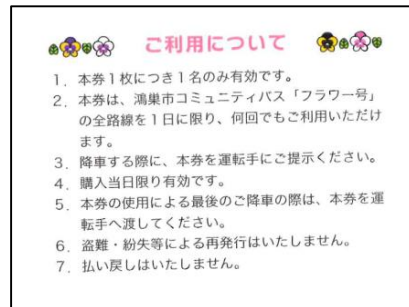 ご利用について
1．本券1枚につき1名のみ有効です。
2．本券は、鴻巣市コミュニティバス「フラワー号」
の全路線を1日に限り、何回でもご利用いただけ
ます。
3．降車する際に、本券を運転手にご提示ください。
4．購入当日限り有効です。
5．本券の使用による最後のご降車の際は、本券を運
転手へ渡してください。
6．盗難・紛失等による再発行はいたしません。
7．払い戻しはいたしません。